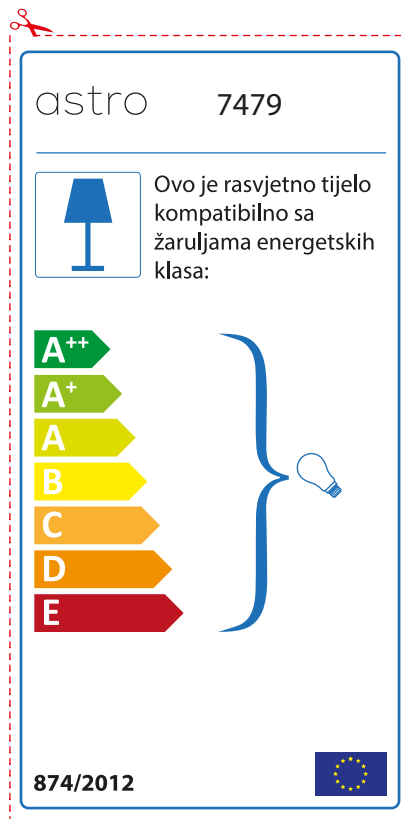 astro 7479
Ovo je rasvjetno tijelo
kompatibilno sa
žaruljama energetskih
klasa:
A++
A+
A
B
C
D
E
874/2012